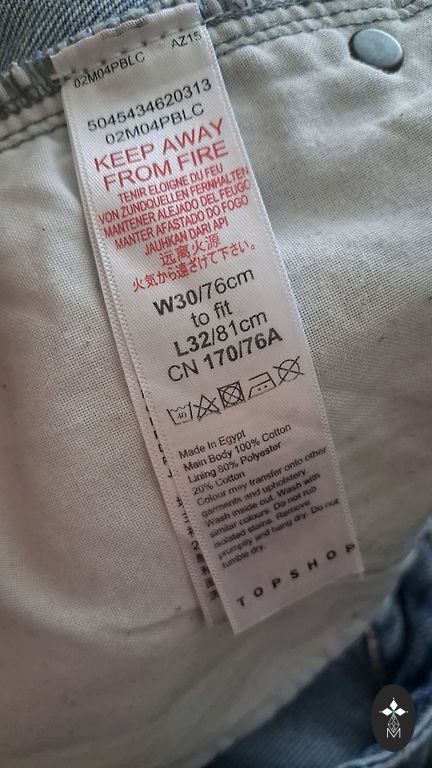 02M04PBLC AZ15
5045434620313
02M04PBLC
KEEP AWAY
FROM FIRE
TENIR ELOIGNE DU FEU
VON ZUNDQUELLEN FERNHALTEN
MANTENER ALEJADO DEL FEUGO
MANTER AFASTADO DO FOGO
JAUHKAN DARI API
远离火源
火気から遠ざけて下さい。
W30/76cm
to fit
L32/81cm
CN 170/76A
40
Made In Egypt
Main Body 100% Cotton
Lining 80% Polyester
20% Cotton
Colour may transfer onto other
garments and upholstery.
Wash inside out. Wash with
similar colours. Do not rub
isolated stains. Remove
promptly and hang dry. Do not
tumble dry.
TOPSHOP
M